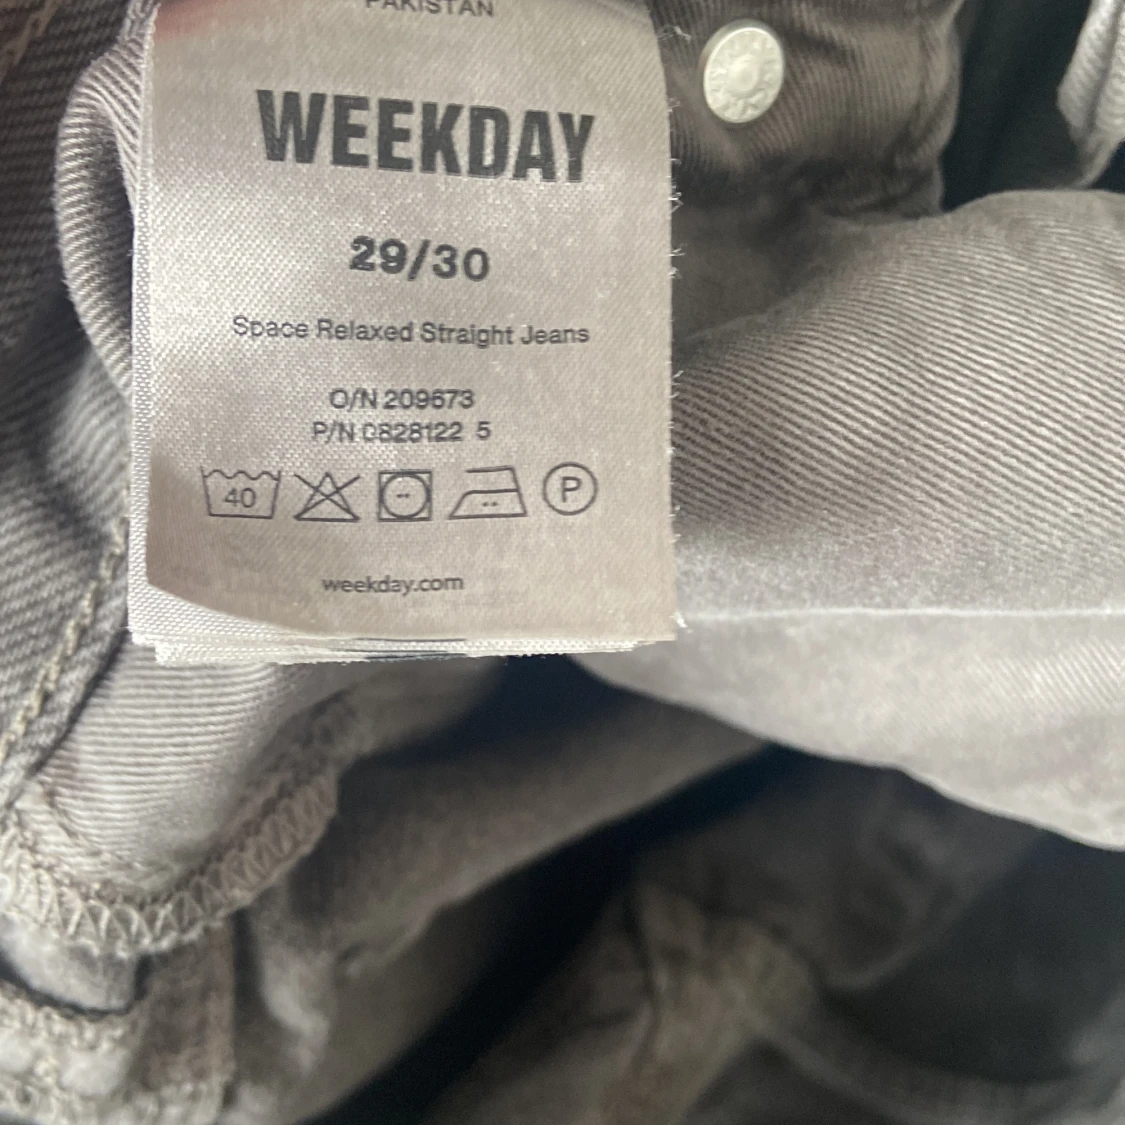 PAKISTAN
WEEKDAY
29/30
Space Relaxed Straight Jeans
O/N 209673
P/N 0828122 5
40
P
weekday.com